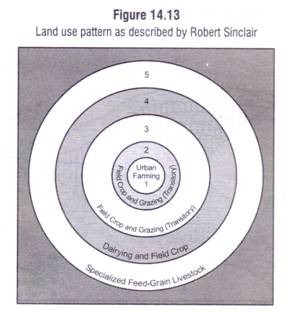 Figure 14.13
Land use pattern as described by Robert Sinclair
5
4
3
2
Urban
Farming
1
Field Crop and Grazing (Transitory)
Field Crop and Grazing (Transitory)
Dairying and Field Crop
Specialized Feed-Grain Livestock